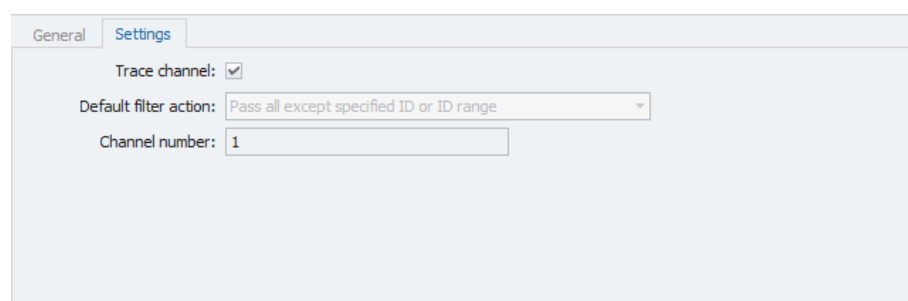 General Settings
Trace channel:
Default filter action: Pass all except specified ID or ID range
Channel number: 1